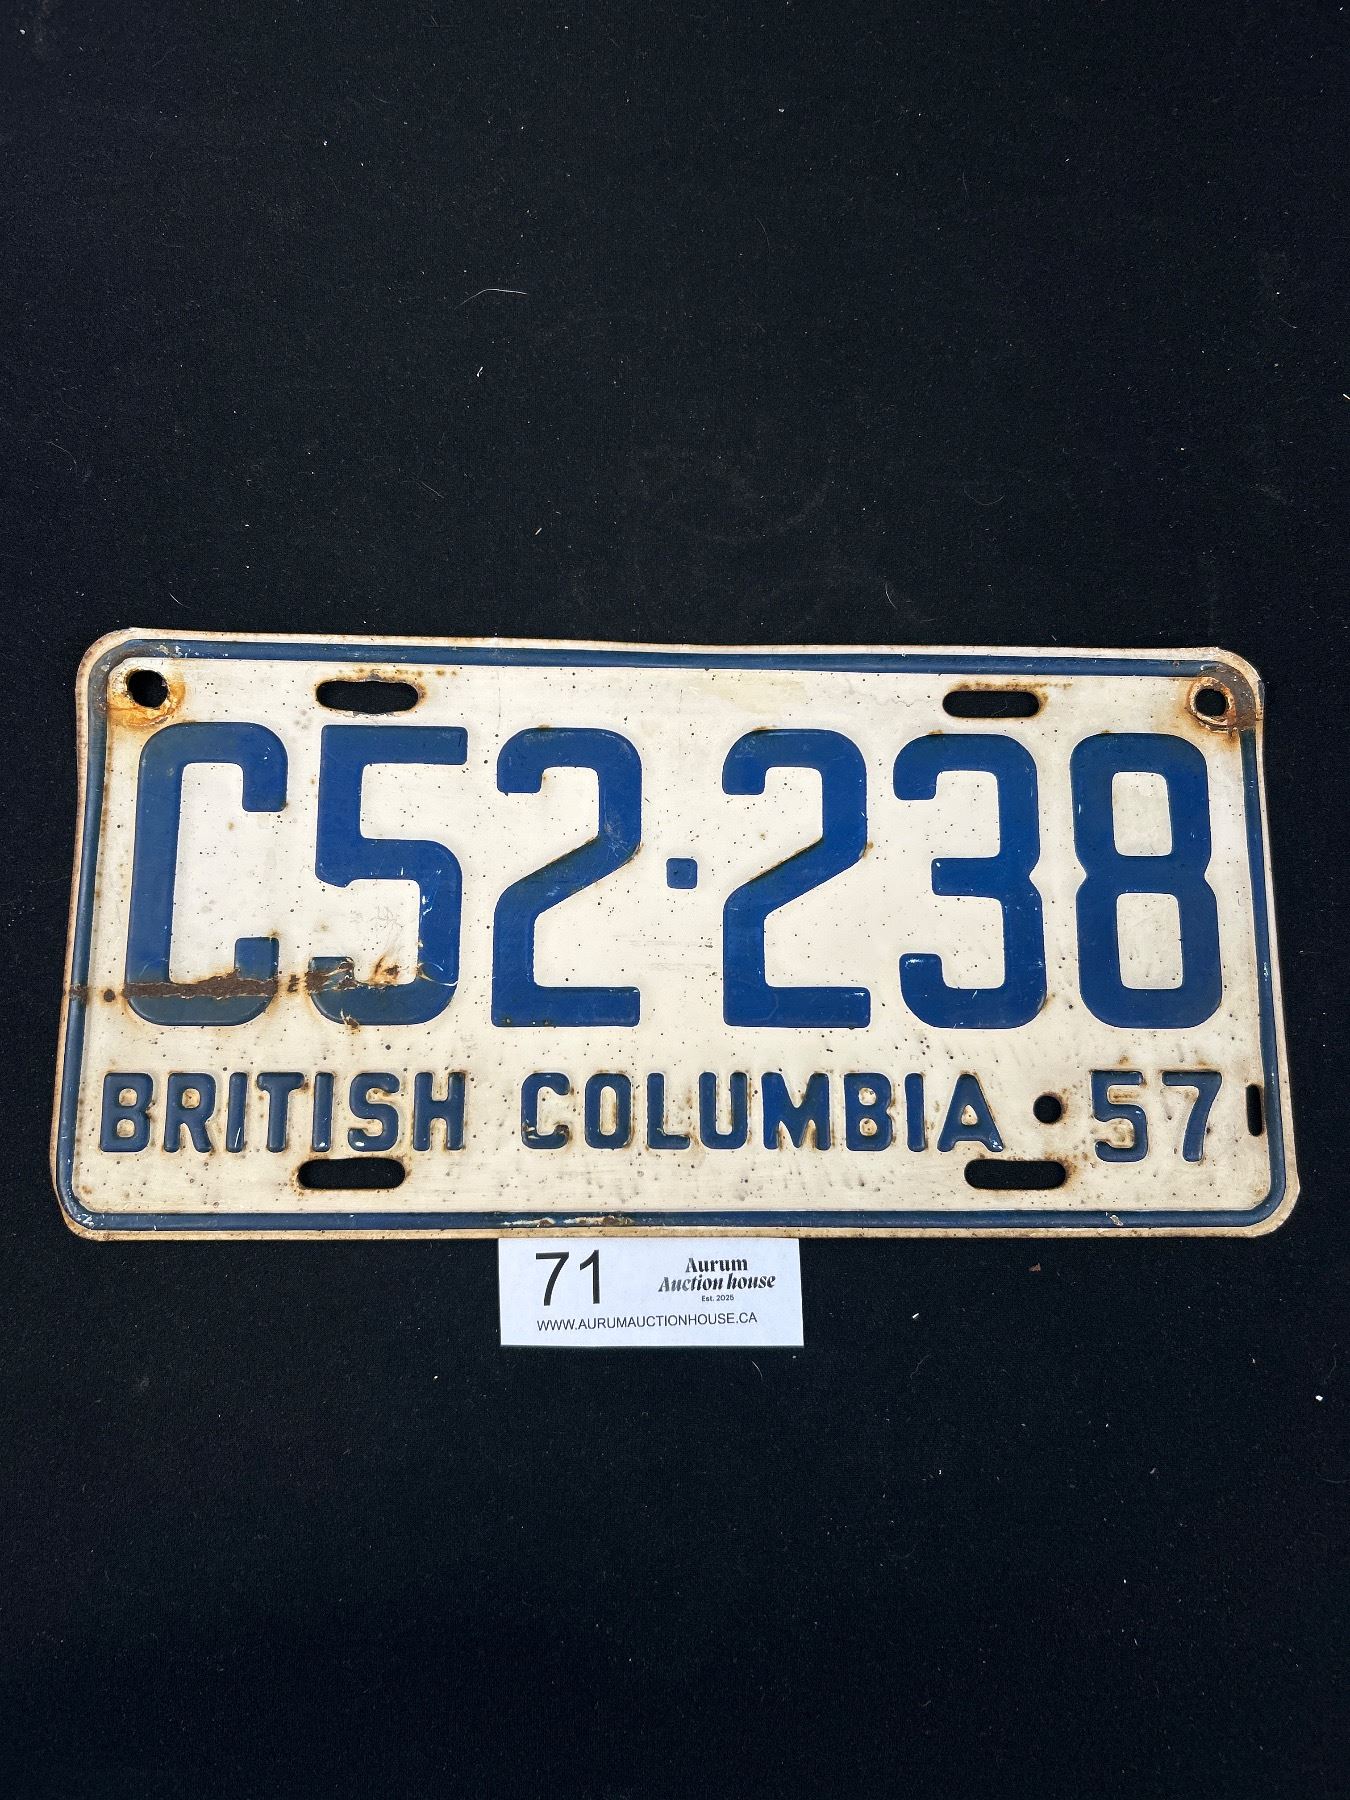 C52·238
BRITISH COLUMBIA · 57
71
Aurum
Auction house
Est. 2025
WWW.AURUMAUCTIONHOUSE.CA